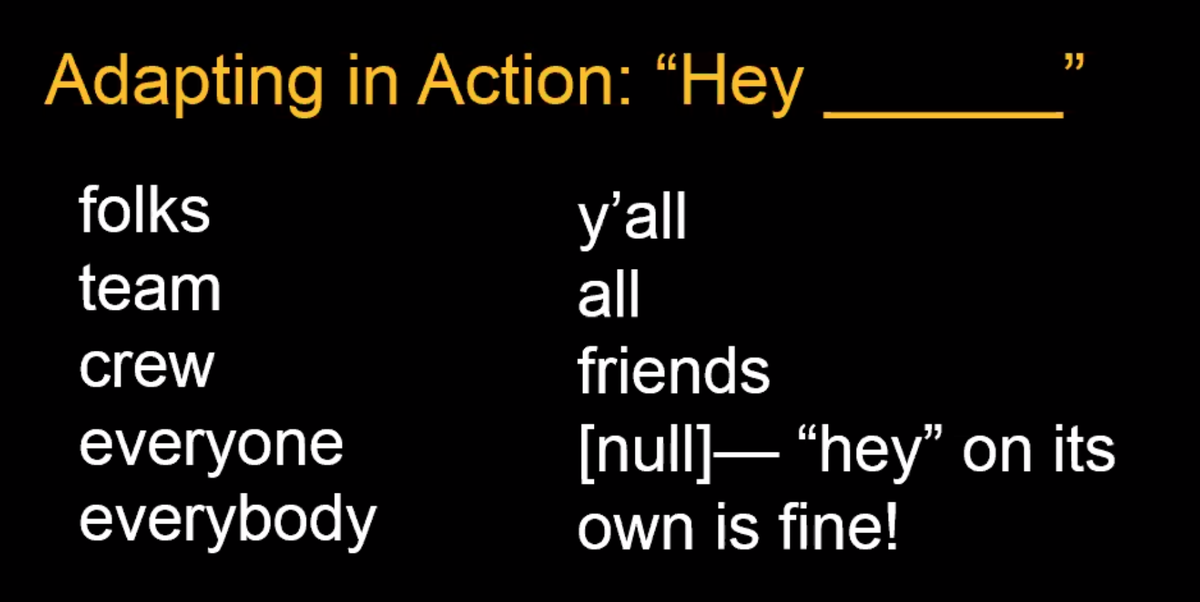 Adapting in Action: “Hey ______”
folks
team
crew
everyone
everybody
y’all
all
friends
[null]— “hey” on its
own is fine!